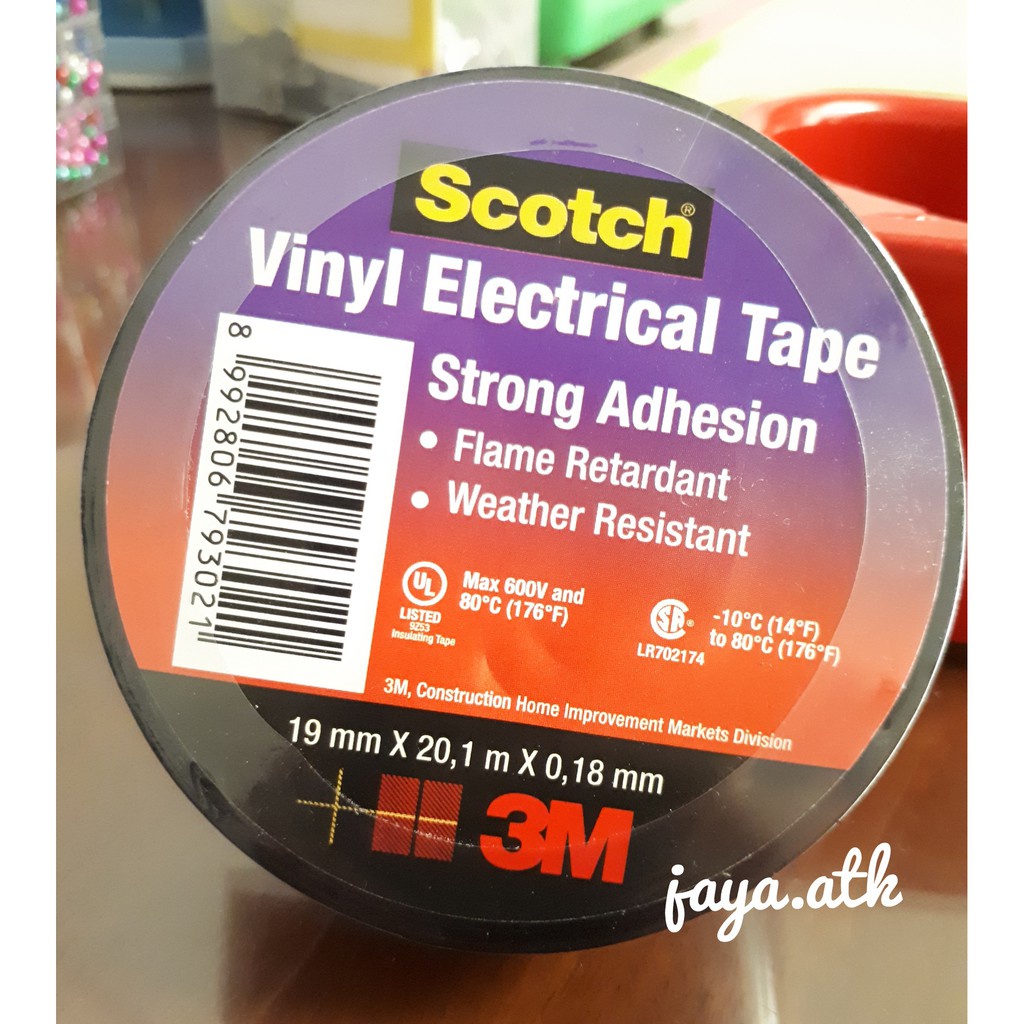 Scotch®
Vinyl Electrical Tape
Strong Adhesion
• Flame Retardant
• Weather Resistant
8 992806 793021
UL
LISTED
9Z53
Insulating Tape
Max 600V and
80°C (176°F)
SA®
LR702174
-10°C (14°F)
to 80°C (176°F)
3M, Construction Home Improvement Markets Division
19 mm X 20,1 m X 0,18 mm
3M
jaya.atk